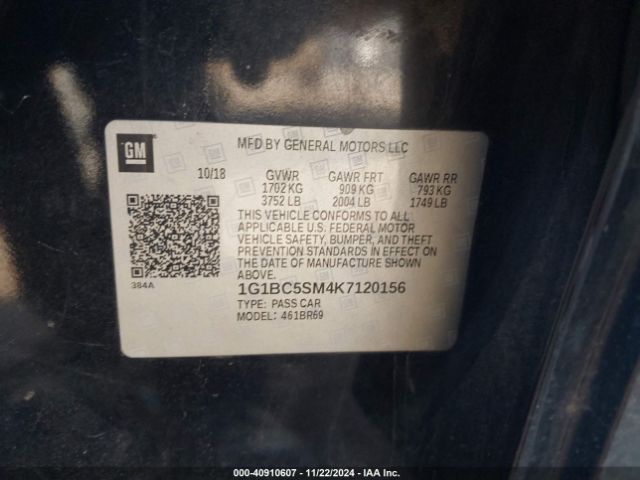 GM
MFD BY GENERAL MOTORS LLC
10/18 GVWR GAWR FRT GAWR RR
1702 KG 909 KG 793 KG
3752 LB 2004 LB 1749 LB
THIS VEHICLE CONFORMS TO ALL
APPLICABLE U.S. FEDERAL MOTOR
VEHICLE SAFETY, BUMPER, AND THEFT
PREVENTION STANDARDS IN EFFECT ON
THE DATE OF MANUFACTURE SHOWN
ABOVE.
384A
1G1BC5SM4K7120156
TYPE: PASS CAR
MODEL: 461BR69
000-40910607 - 11/22/2024 - IAA Inc.